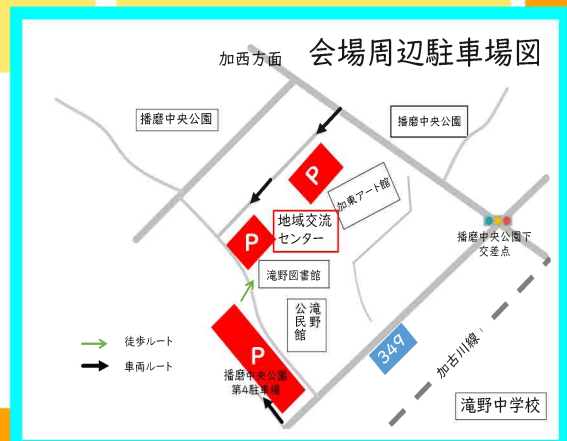 加西方面
会場周辺駐車場図
播磨中央公園
播磨中央公園
P
加東アート館
P
地域交流
センター
播磨中央公園下
交差点
滝野図書館
滝野
公民館
349
加古川線
徒歩ルート
車両ルート
P
播磨中央公園
第4駐車場
滝野中学校